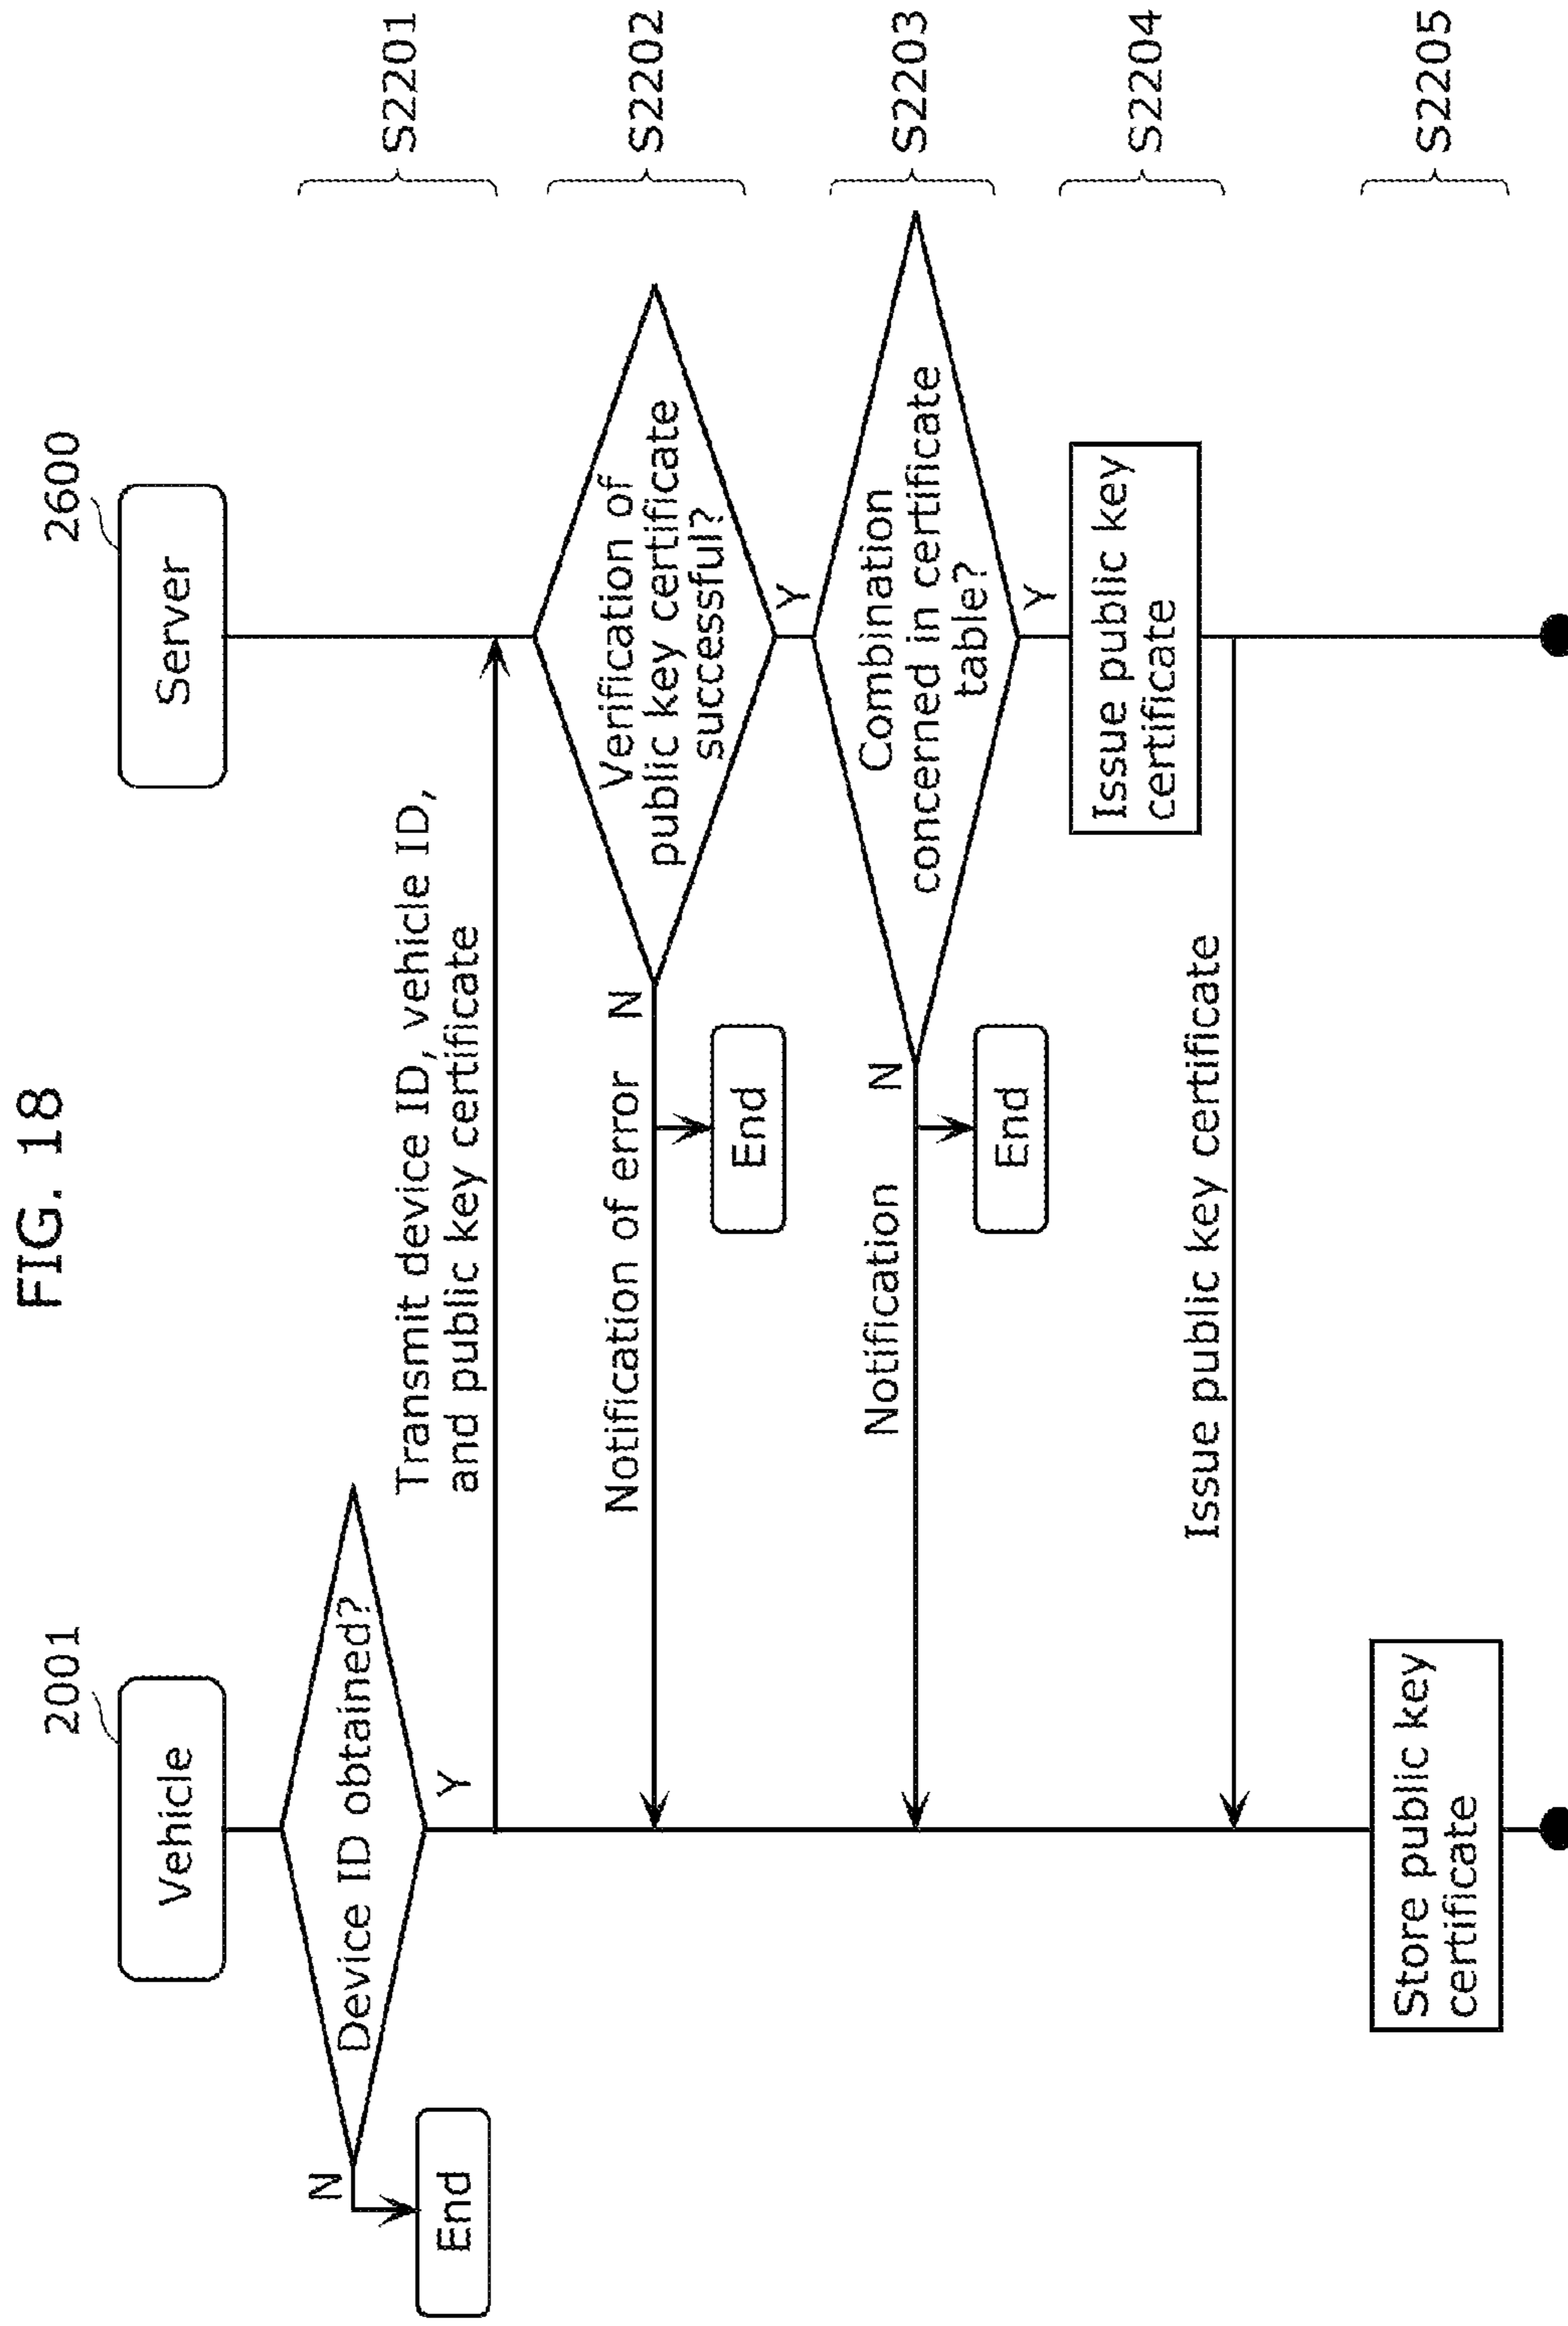 FIG. 18
2001
Vehicle
2600
Server
Device ID obtained?
N
End
Y
Transmit device ID, vehicle ID,
and public key certificate
S2201
Verification of
public key certificate
successful?
N
Notification of error
End
Y
S2202
Combination
concerned in certificate
table?
N
Notification
End
Y
S2203
Issue public key
certificate
Issue public key certificate
S2204
Store public key
certificate
S2205